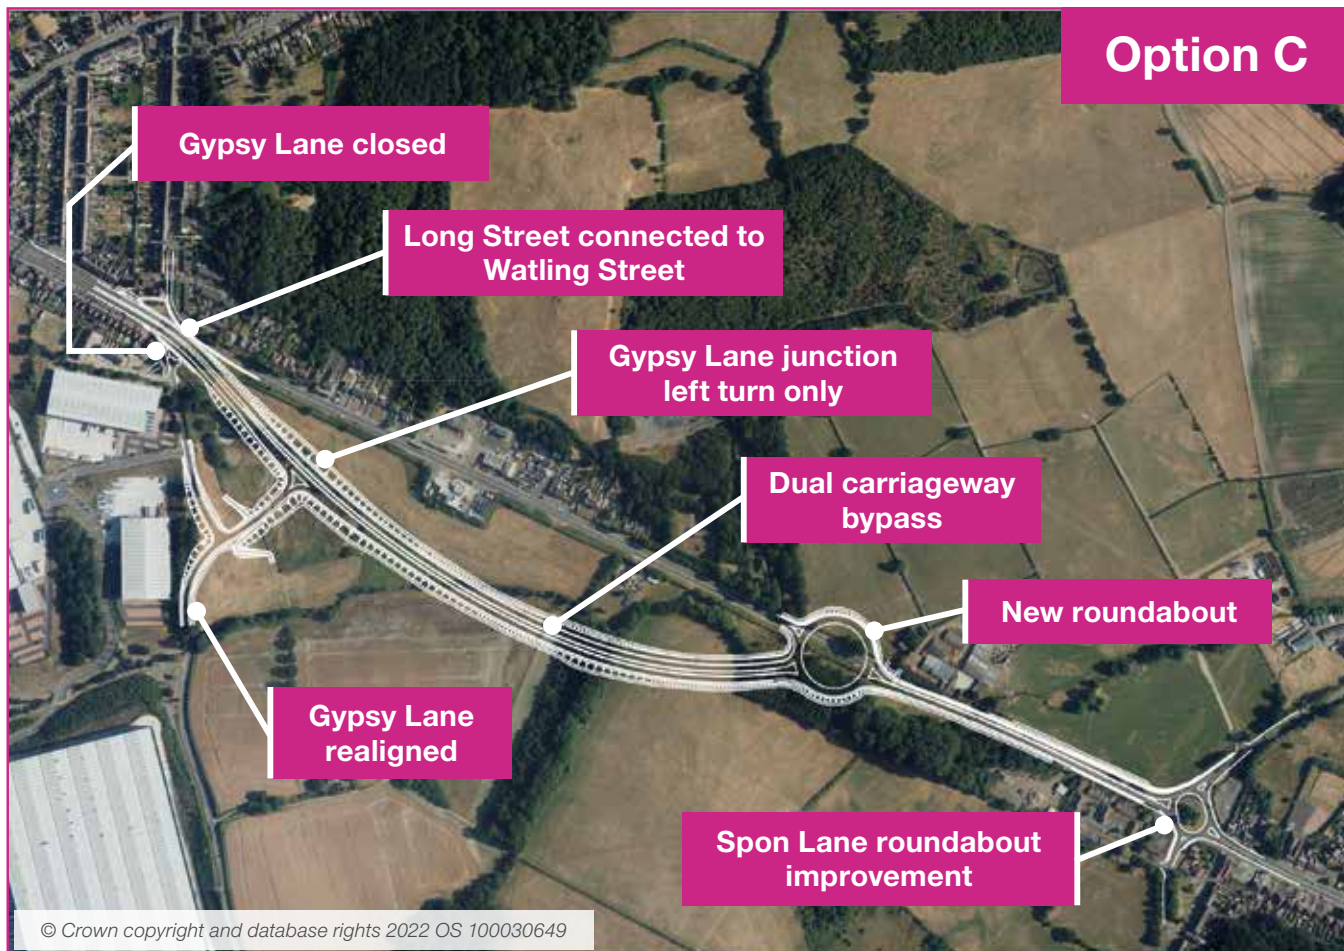 Option C
Gypsy Lane closed
Long Street connected to
Watling Street
Gypsy Lane junction
left turn only
Dual carriageway
bypass
New roundabout
Gypsy Lane
realigned
Spon Lane roundabout
improvement
© Crown copyright and database rights 2022 OS 100030649